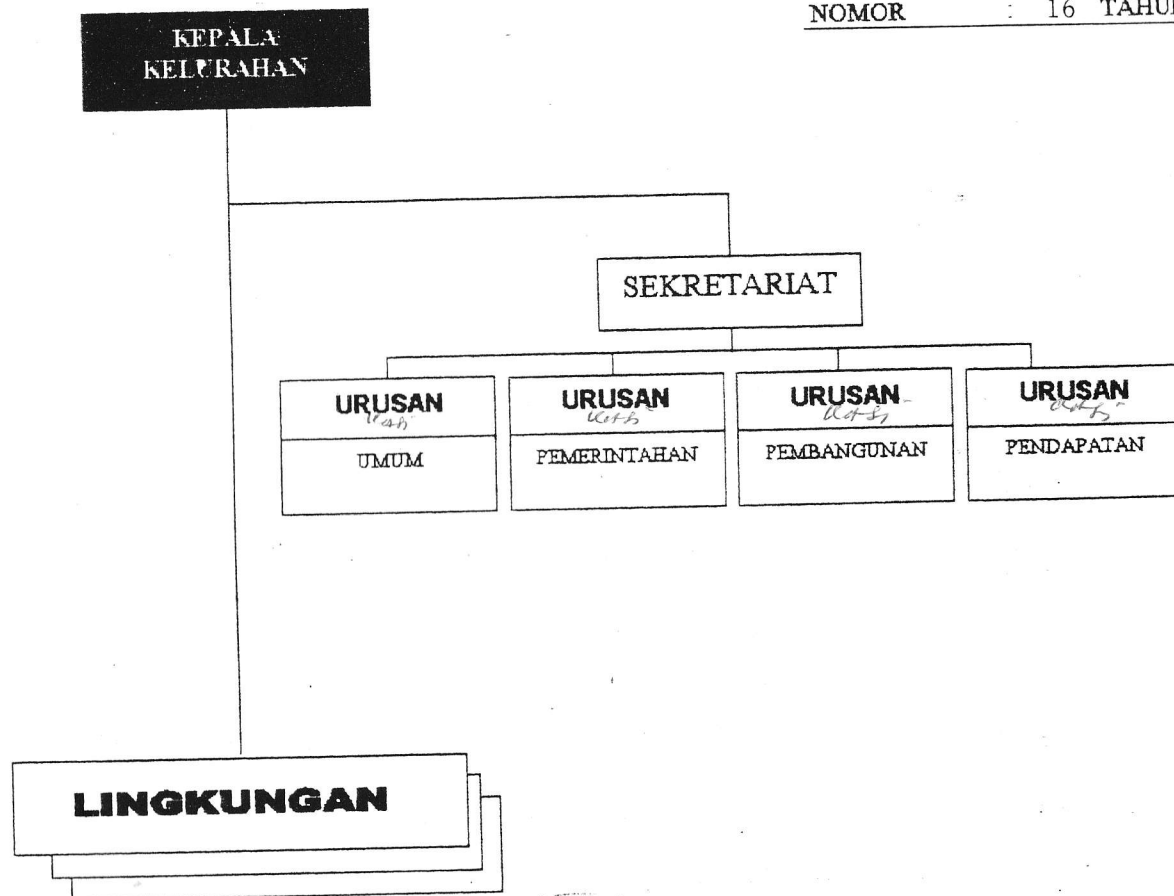 NOMOR : 16 TAHU
KEPALA
KELURAHAN
SEKRETARIAT
URUSAN
UMUM
URUSAN
PEMERINTAHAN
URUSAN
PEMBANGUNAN
URUSAN
PENDAPATAN
LINGKUNGAN